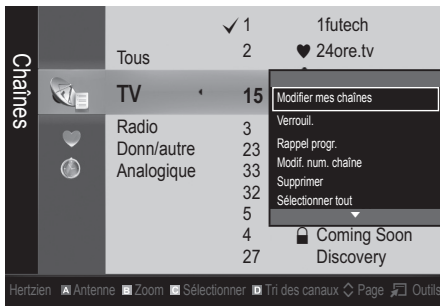 Chaînes
✓ 1 1futech
Tous 2 ♥ 24ore.tv
TV 15
Radio 3
Donn/autre 23
Analogique 33
32
5
4 Coming Soon
27 Discovery
Modifier mes chaînes
Verrouil.
Rappel progr.
Modif. num. chaîne
Supprimer
Sélectionner tout
Hertzien A Antenne B Zoom C Sélectionner D Tri des canaux Page Outils